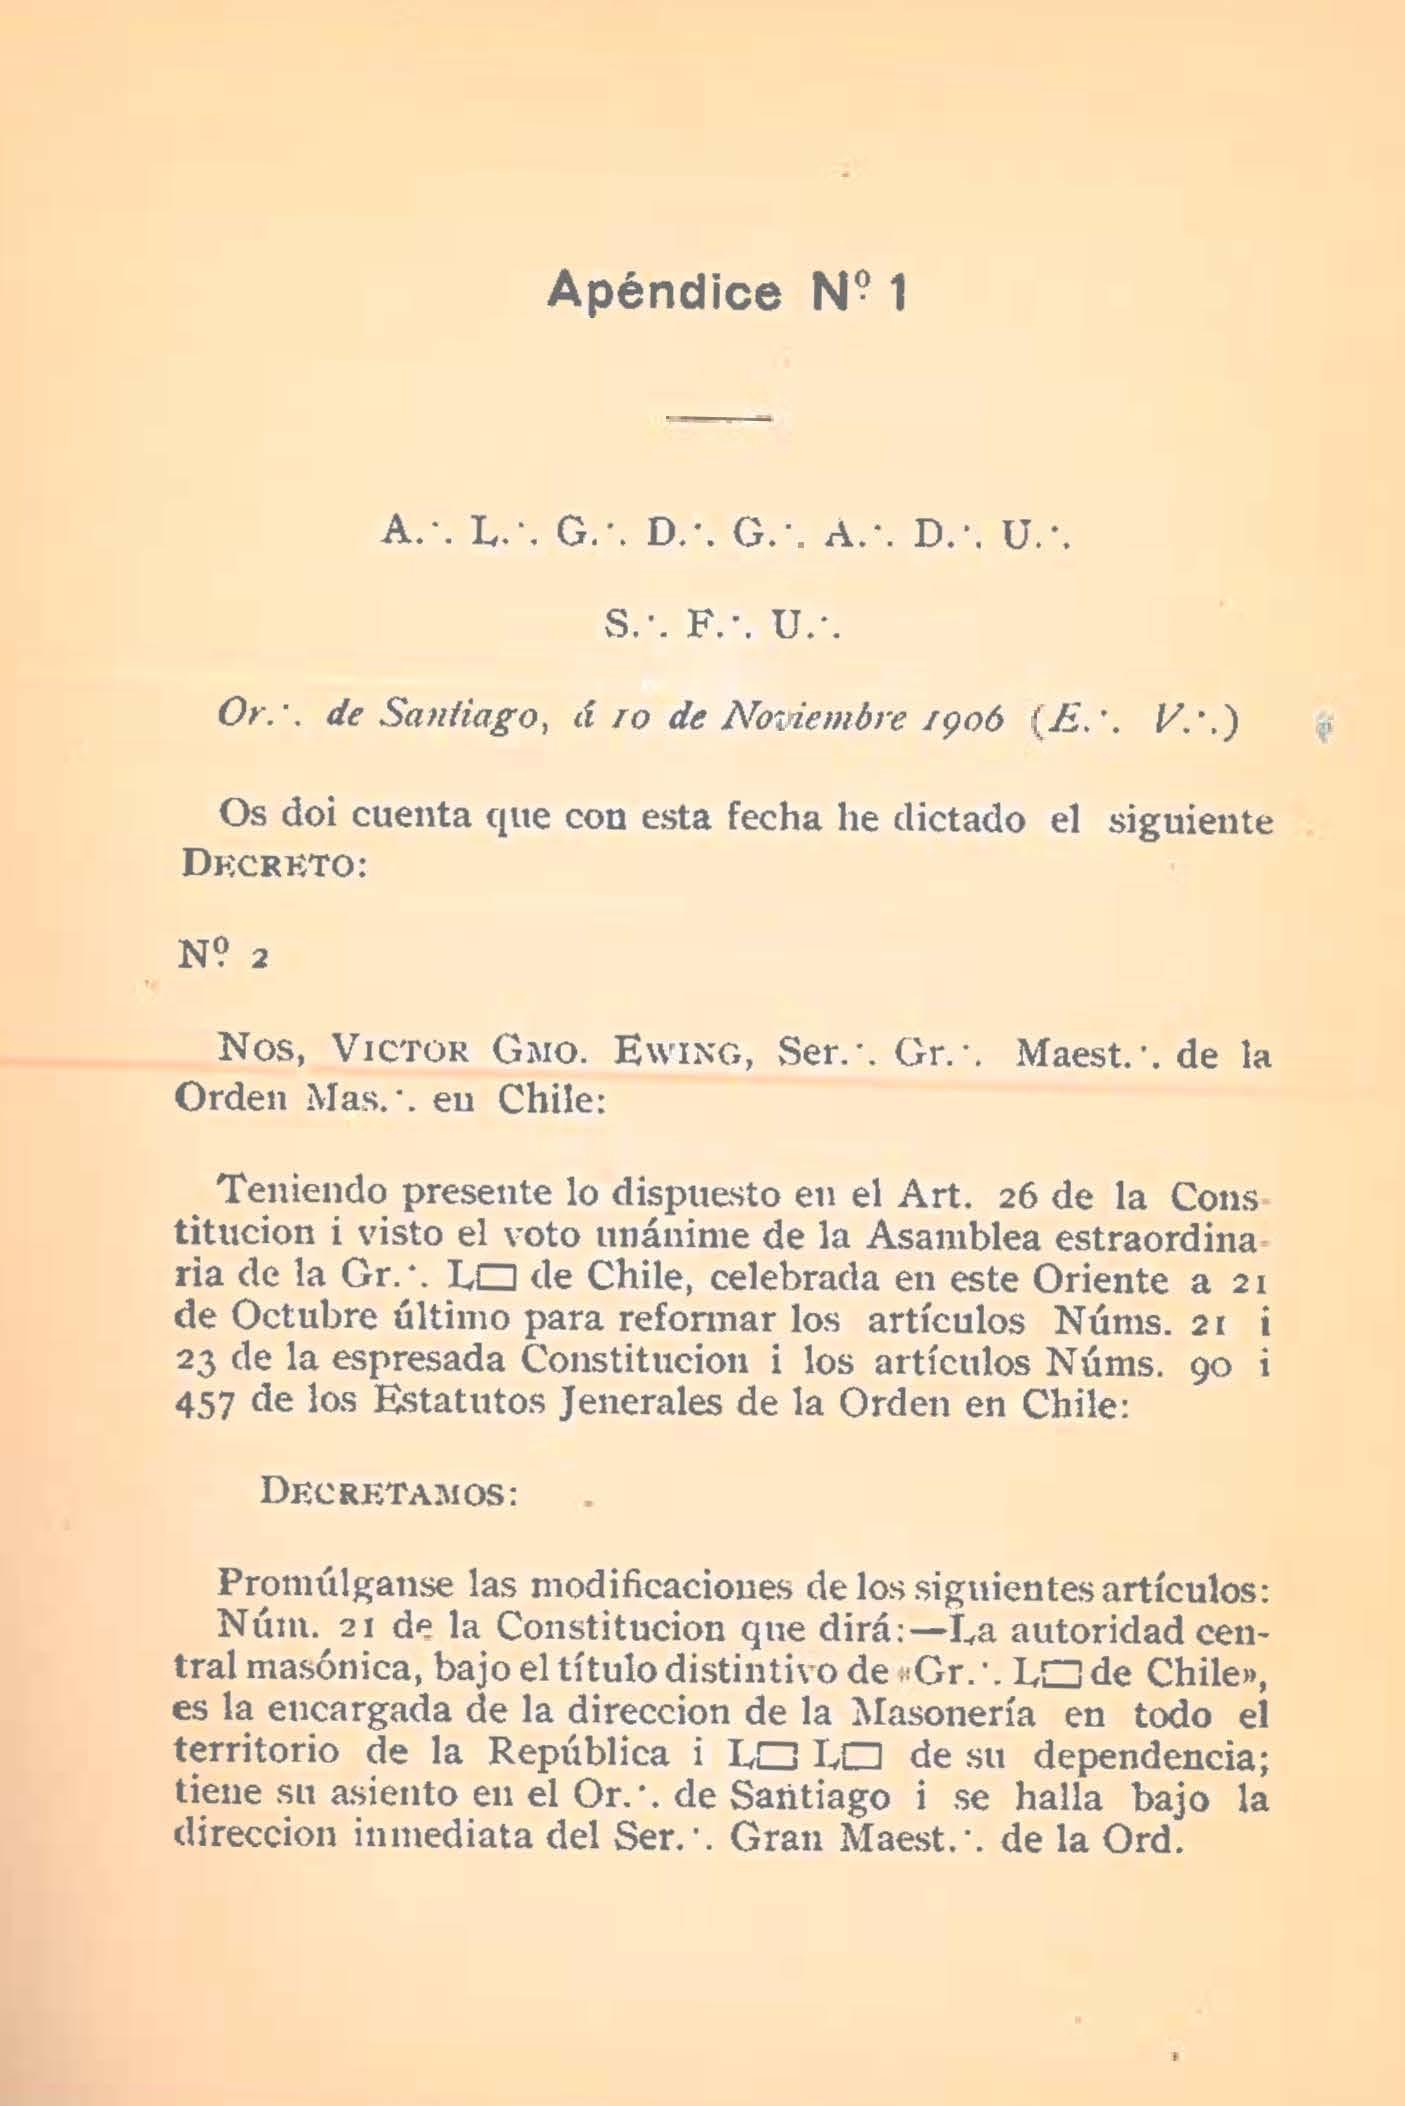 Apéndice Nº 1
A.∴ L.∴ G.∴ D.∴ G.∴ A.∴ D.∴ U.∴
S.∴ F.∴ U.∴
Or.∴ de Santiago, á 10 de Noviembre 1906 (E.∴ V.∴)
Os doi cuenta que con esta fecha he dictado el siguiente
DECRETO:
Nº 2
NOS, VICTOR GMO. EWING, Ser.∴ Gr.∴ Maest.∴ de la
Orden Mas.∴ en Chile:
Teniendo presente lo dispuesto en el Art. 26 de la Cons-
titucion i visto el voto unánime de la Asamblea estraordina-
ria de la Gr.∴ L▭ de Chile, celebrada en este Oriente a 21
de Octubre último para reformar los artículos Núms. 21 i
23 de la espresada Constitucion i los artículos Núms. 90 i
457 de los Estatutos Jenerales de la Orden en Chile:
DECRETAMOS:
Promúlganse las modificaciones de los siguientes artículos:
Núm. 21 de la Constitucion que dirá:—La autoridad cen-
tral masónica, bajo el título distintivo de «Gr.∴ L▭ de Chile»,
es la encargada de la direccion de la Masonería en todo el
territorio de la República i L▭ L▭ de su dependencia;
tiene su asiento en el Or.∴ de Santiago i se halla bajo la
direccion inmediata del Ser.∴ Gran Maest.∴ de la Ord.